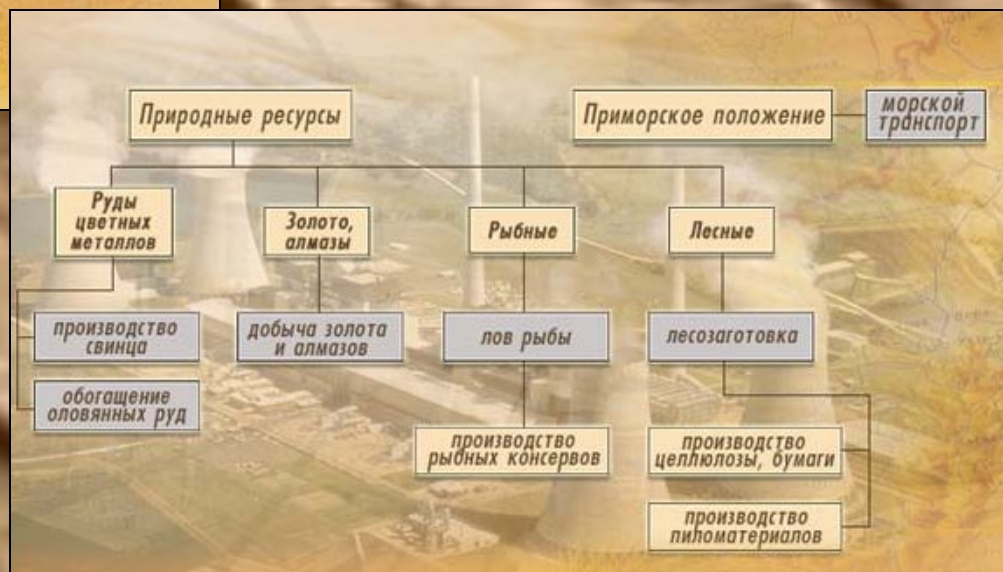 Природные ресурсы
Приморское положение
морской
транспорт
Руды
цветных
металлов
Золото,
алмазы
Рыбные
Лесные
производство
свинца
добыча золота
и алмазов
лов рыбы
лесозаготовка
обогащение
оловянных руд
производство
рыбных консервов
производство
целлюлозы, бумаги
производство
пиломатериалов